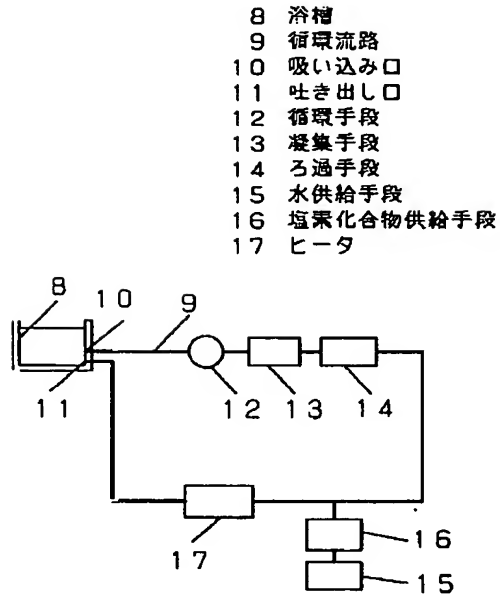 8 浴槽
9 循環流路
10 吸い込み口
11 吐き出し口
12 循環手段
13 凝集手段
14 ろ過手段
15 水供給手段
16 塩素化合物供給手段
17 ヒータ
8
10
9
11
12
13
14
17
16
15